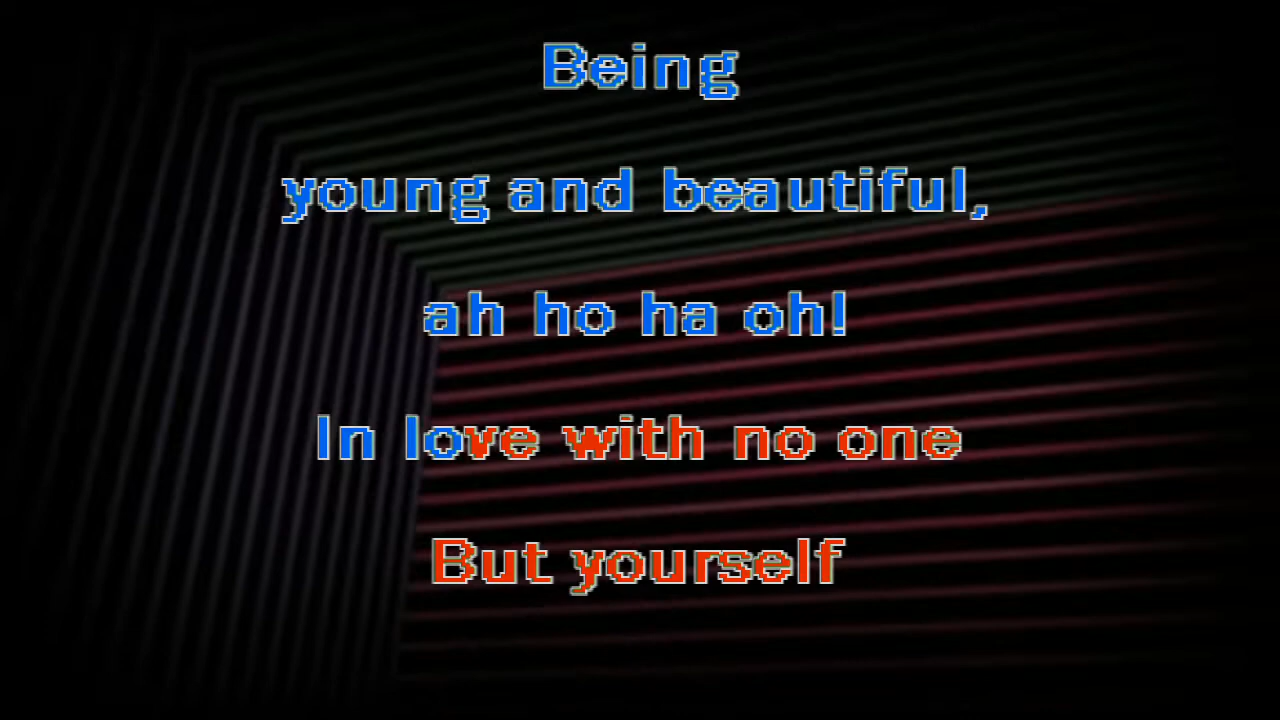 Being
young and beautiful,
ah ho ha oh!
In love with no one
But yourself